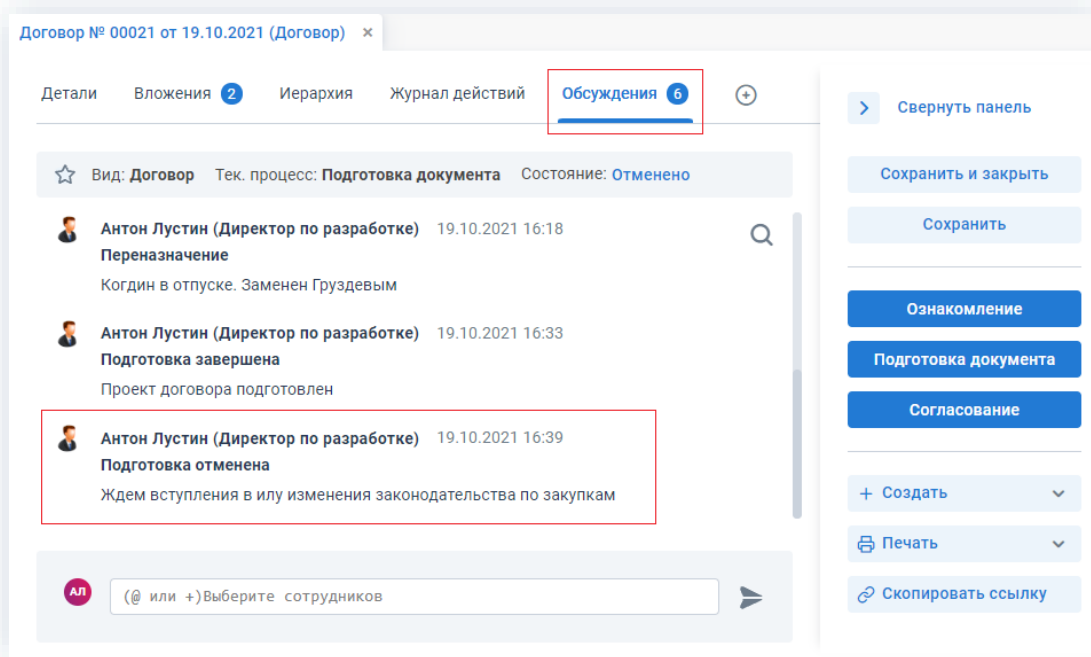 Договор № 00021 от 19.10.2021 (Договор) ×
Детали Вложения 2 Иерархия Журнал действий Обсуждения 6
Вид: Договор Тек. процесс: Подготовка документа Состояние: Отменено
Антон Лустин (Директор по разработке) 19.10.2021 16:18
Переназначение
Когдин в отпуске. Заменен Груздевым
Антон Лустин (Директор по разработке) 19.10.2021 16:33
Подготовка завершена
Проект договора подготовлен
Антон Лустин (Директор по разработке) 19.10.2021 16:39
Подготовка отменена
Ждем вступления в илу изменения законодательства по закупкам
АЛ (@ или +)Выберите сотрудников
Свернуть панель
Сохранить и закрыть
Сохранить
Ознакомление
Подготовка документа
Согласование
+ Создать
Печать
Скопировать ссылку